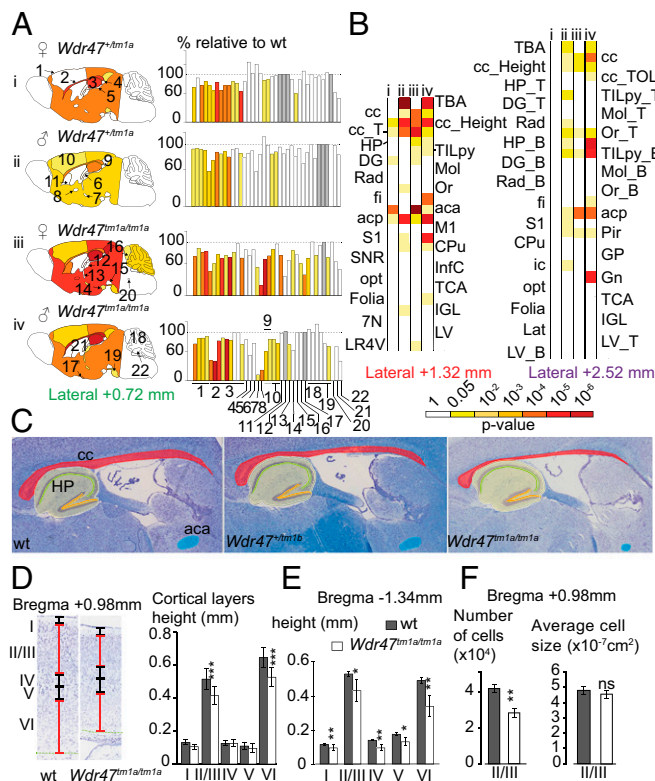 A
♀ Wdr47+/tm1a
% relative to wt
i
1
2
3
4
5
100
60
0
♂ Wdr47+/tm1a
ii
10
9
11
8
6
7
100
60
0
♀ Wdr47tm1a/tm1a
iii
16
12
13
15
14
20
100
60
0
♂ Wdr47tm1a/tm1a
iv
21
18
17
19
22
100
60
0
9
1 2 3 45678 10 11 12 13 14 15 16 17 18 19 20 21 22
Lateral +0.72 mm
B
i ii iii iv
TBA
cc
cc_Height
cc_T
HP
TILpy
DG
Mol
Rad
Or
fi
aca
acp
M1
S1
CPu
SNR
InfC
opt
TCA
Folia
IGL
7N
LV
LR4V
Lateral +1.32 mm
i ii iii iv
TBA
cc
cc_Height
cc_TOL
HP_T
TILpy_T
DG_T
Mol_T
Rad
Or_T
HP_B
TILpy_B
DG_B
Mol_B
Rad_B
Or_B
fi
acp
S1
Pir
CPu
GP
ic
Gn
opt
TCA
Folia
IGL
Lat
LV_T
LV_B
Lateral +2.52 mm
1 0.05 10-2 10-3 10-4 10-5 10-6
p-value
C
cc
HP
aca
wt
Wdr47+/tm1b
Wdr47tm1a/tm1a
D
Bregma +0.98mm
I
II/III
IV
V
VI
wt Wdr47tm1a/tm1a
Cortical layers
height (mm)
0.8
0.6
0.4
0.2
0.0
***
***
I II/III IV V VI
E
Bregma -1.34mm
height (mm)
wt
Wdr47tm1a/tm1a
0.6
0.4
0.2
0
**
*
**
*
**
I II/III IV V VI
F
Bregma +0.98mm
Number
of cells
(x104)
6
4
2
0
**
II/III
Average cell
size (x10-7cm2)
6
4
2
0
ns
II/III